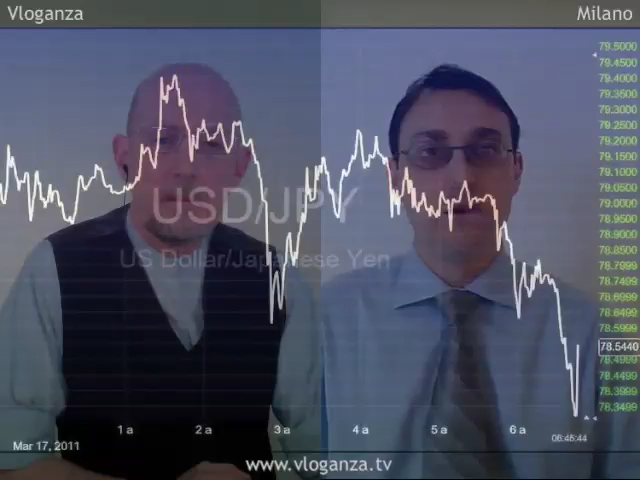 Vloganza
Milano
79.5000
79.4500
79.4000
79.3500
79.3000
79.2500
79.2000
79.1500
79.1000
79.0500
79.0000
78.9500
78.9000
78.8500
78.7999
78.7499
78.6999
78.6499
78.5999
78.5440
78.4999
78.4499
78.3999
78.3499
USD/JPY
US Dollar/Japanese Yen
1 a
2 a
3 a
4 a
5 a
6 a
Mar 17, 2011
06:46:44
www.vloganza.tv